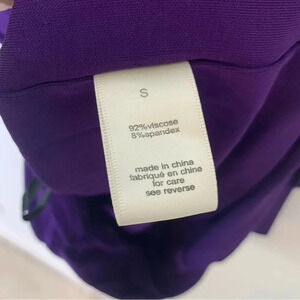 S
92%viscose
8%spandex
made in china
fabriqué en chine
for care
see reverse